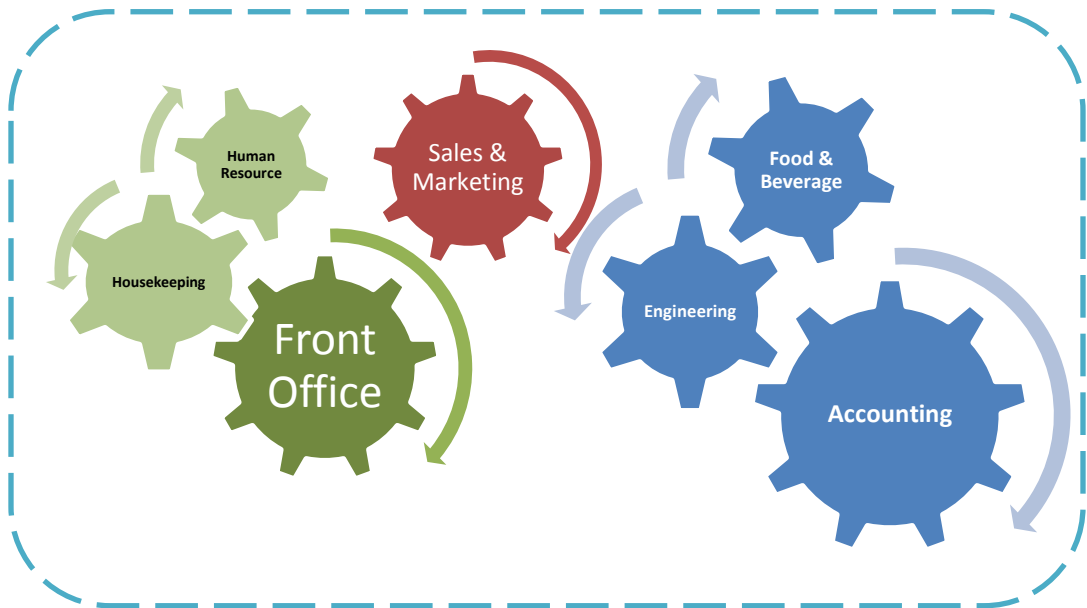 Human
Resource
Housekeeping
Front
Office
Sales &
Marketing
Food &
Beverage
Engineering
Accounting